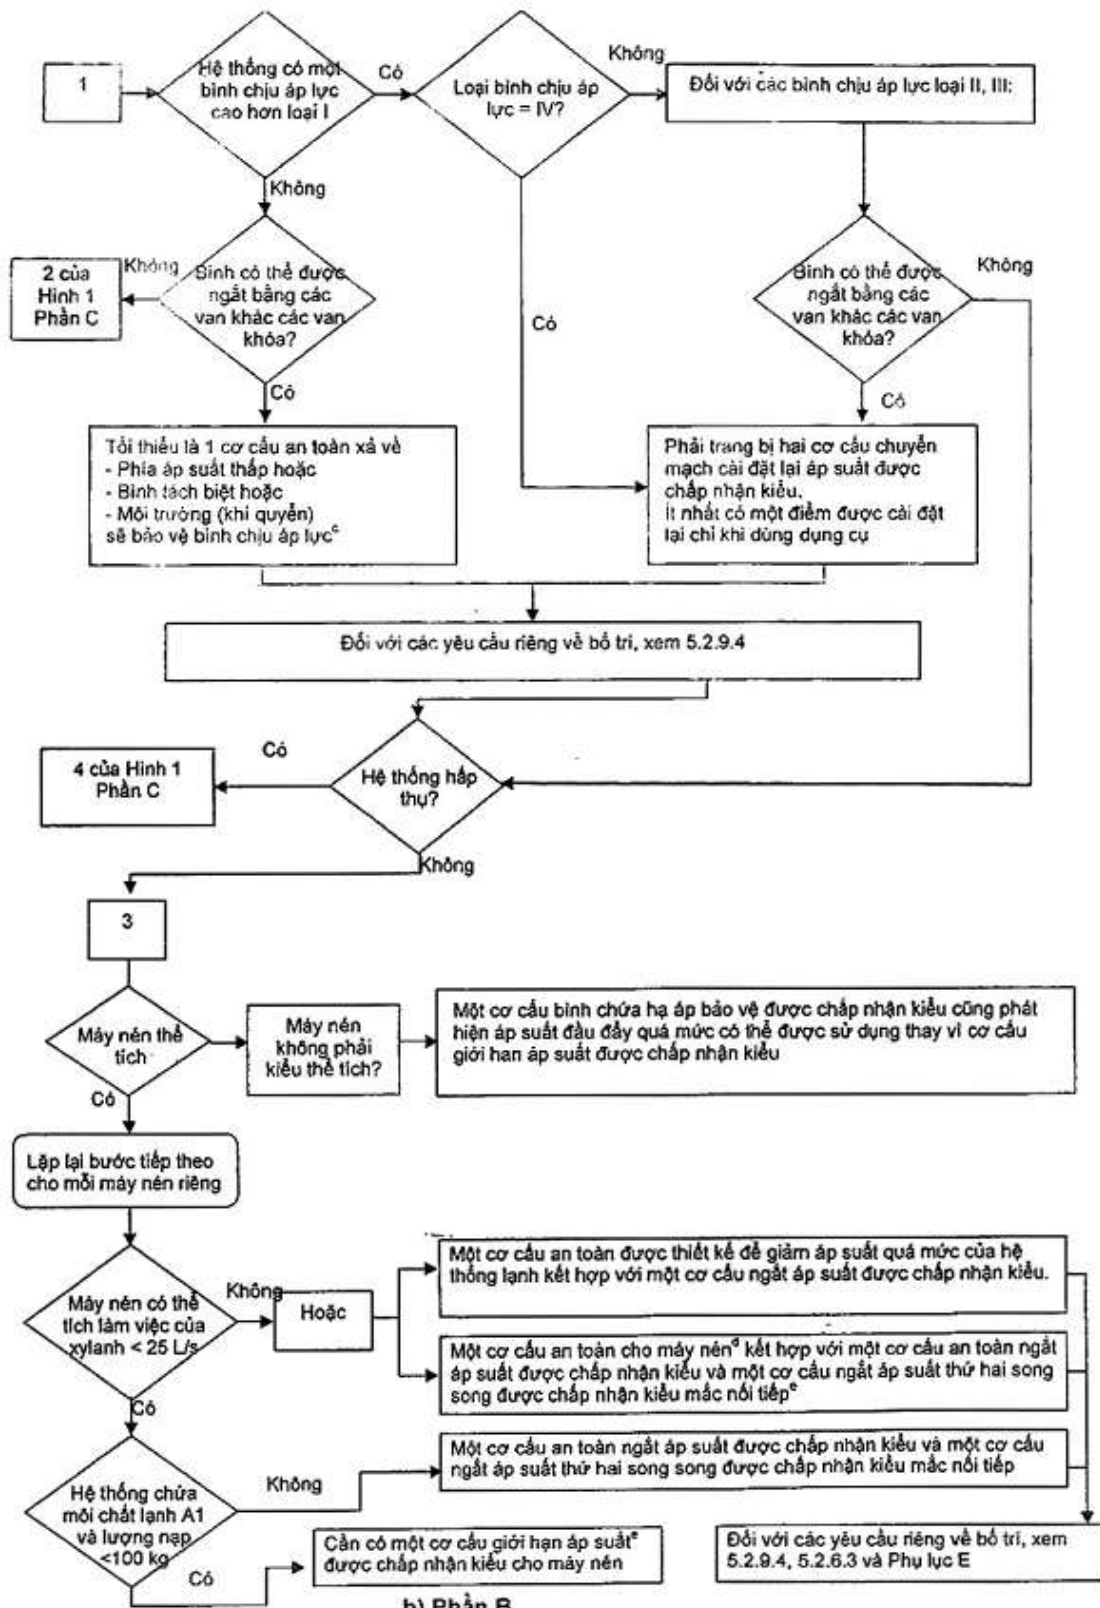 1
Hệ thống có một
bình chịu áp lực
cao hơn loại I
Có
Loại bình chịu áp
lực = IV?
Không
Đối với các bình chịu áp lực loại II, III:
Không
2 của
Hình 1
Phần C
Không
Bình có thể được
ngắt bằng các
van khác các van
khóa?
Có
Có
Bình có thể được
ngắt bằng các
van khác các van
khóa?
Không
Có
Tối thiểu là 1 cơ cấu an toàn xả về
- Phía áp suất thấp hoặc
- Bình tách biệt hoặc
- Môi trường (khí quyển)
sẽ bảo vệ bình chịu áp lựcᶜ
Phải trang bị hai cơ cấu chuyển
mạch cài đặt lại áp suất được
chấp nhận kiểu.
Ít nhất có một điểm được cài đặt
lại chỉ khi dùng dụng cụ
Đối với các yêu cầu riêng về bố trí, xem 5.2.9.4
4 của Hình 1
Phần C
Có
Hệ thống hấp
thụ?
Không
3
Máy nén thể
tích
Máy nén
không phải
kiểu thể tích?
Một cơ cấu bình chứa hạ áp bảo vệ được chấp nhận kiểu cũng phát
hiện áp suất đầu đẩy quá mức có thể được sử dụng thay vì cơ cấu
giới hạn áp suất được chấp nhận kiểu
Có
Lặp lại bước tiếp theo
cho mỗi máy nén riêng
Máy nén có thể
tích làm việc của
xylanh < 25 L/s
Không
Hoặc
Một cơ cấu an toàn được thiết kế để giảm áp suất quá mức của hệ
thống lạnh kết hợp với một cơ cấu ngắt áp suất được chấp nhận kiểu.
Một cơ cấu an toàn cho máy nénᵈ kết hợp với một cơ cấu an toàn ngắt
áp suất được chấp nhận kiểu và một cơ cấu ngắt áp suất thứ hai song
song được chấp nhận kiểu mắc nối tiếpᵉ
Có
Hệ thống chứa
môi chất lạnh A1
và lượng nạp
<100 kg
Không
Một cơ cấu an toàn ngắt áp suất được chấp nhận kiểu và một cơ cấu
ngắt áp suất thứ hai song song được chấp nhận kiểu mắc nối tiếp
Có
Cần có một cơ cấu giới hạn áp suấtᵉ
được chấp nhận kiểu cho máy nén
Đối với các yêu cầu riêng về bố trí, xem
5.2.9.4, 5.2.6.3 và Phụ lục E
b) Phần B